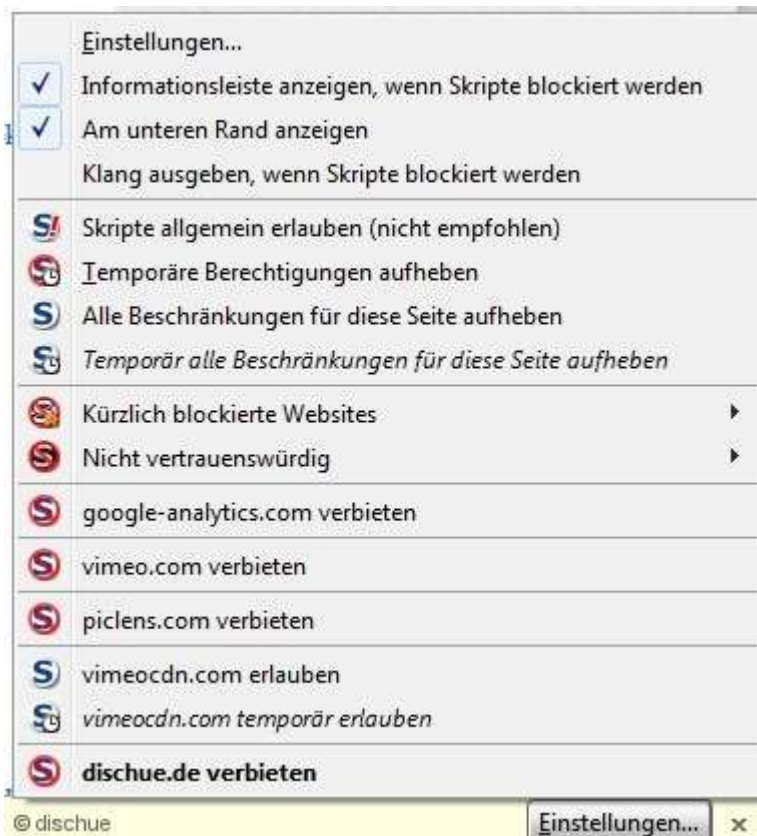 Einstellungen...
Informationsleiste anzeigen, wenn Skripte blockiert werden
Am unteren Rand anzeigen
Klang ausgeben, wenn Skripte blockiert werden
Skripte allgemein erlauben (nicht empfohlen)
Temporäre Berechtigungen aufheben
Alle Beschränkungen für diese Seite aufheben
Temporär alle Beschränkungen für diese Seite aufheben
Kürzlich blockierte Websites
Nicht vertrauenswürdig
google-analytics.com verbieten
vimeo.com verbieten
piclens.com verbieten
vimeocdn.com erlauben
vimeocdn.com temporär erlauben
dischue.de verbieten
© dischue Einstellungen... ×